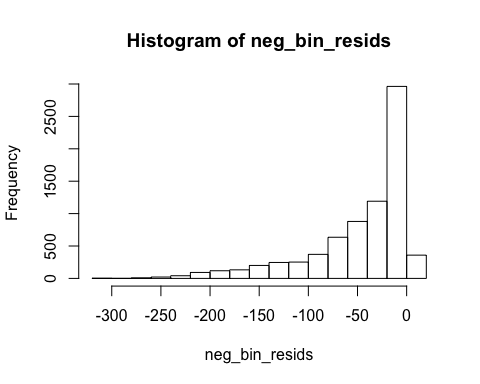 Histogram of neg_bin_resids
Frequency
2500
1500
500
0
-300 -250 -200 -150 -100 -50 0
neg_bin_resids